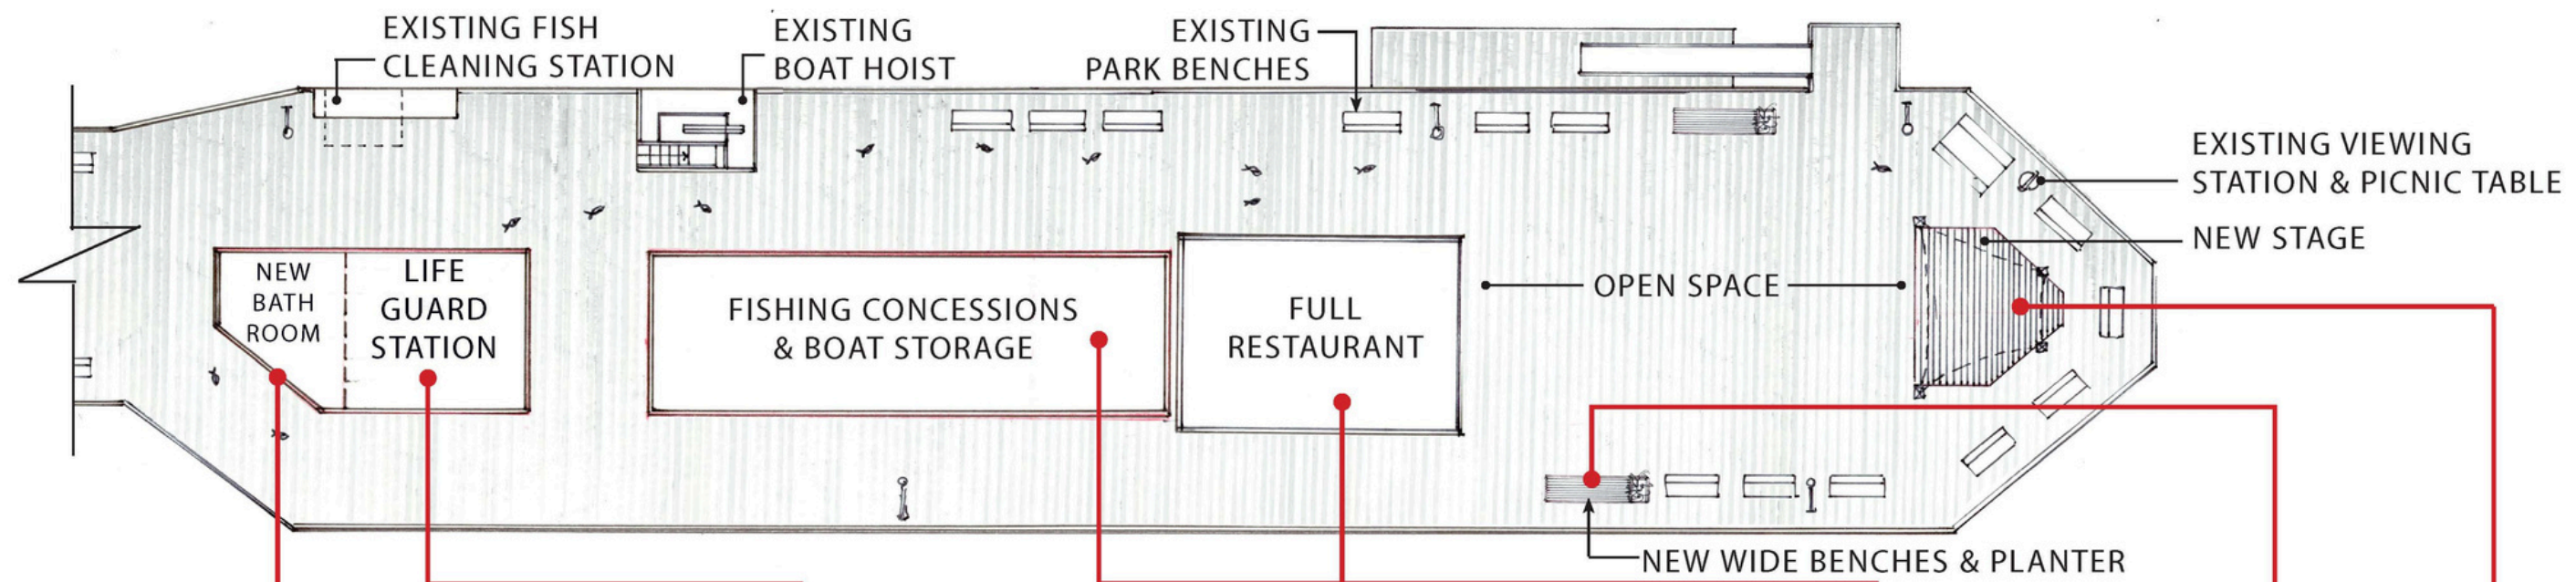 EXISTING FISH
CLEANING STATION
EXISTING
BOAT HOIST
EXISTING
PARK BENCHES
EXISTING VIEWING
STATION & PICNIC TABLE
NEW STAGE
NEW
BATH
ROOM
LIFE
GUARD
STATION
FISHING CONCESSIONS
& BOAT STORAGE
FULL
RESTAURANT
OPEN SPACE
NEW WIDE BENCHES & PLANTER